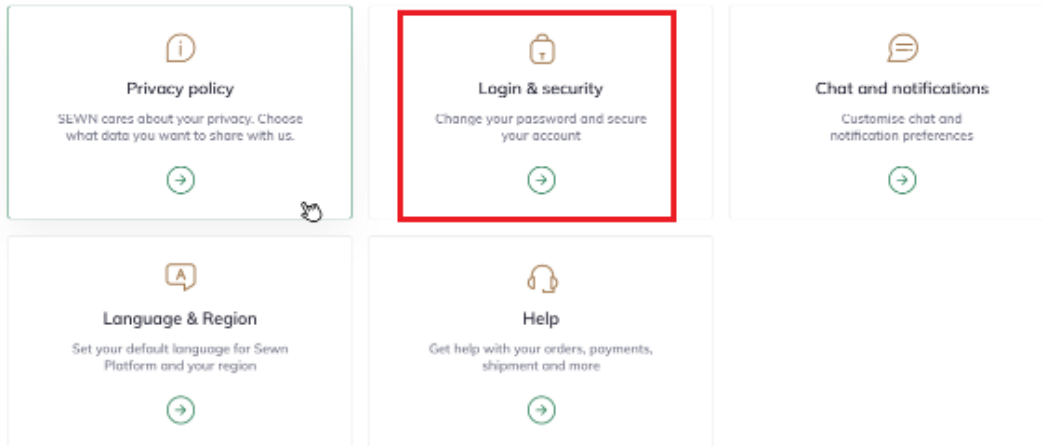 Privacy policy
SEWN cares about your privacy. Choose
what data you want to share with us.
Login & security
Change your password and secure
your account
Chat and notifications
Customise chat and
notification preferences
A
Language & Region
Set your default language for Sewn
Platform and your region
Help
Get help with your orders, payments,
shipment and more